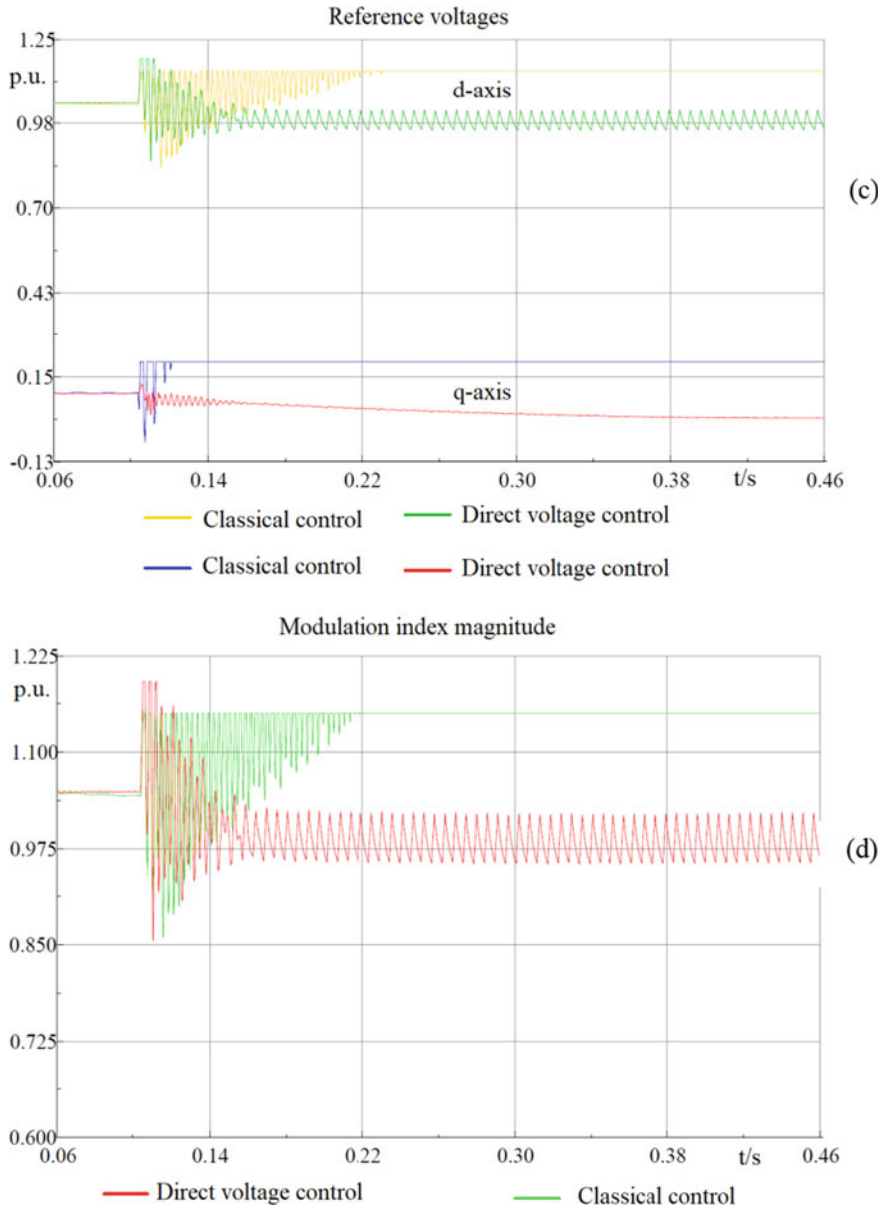 Reference voltages
1.25
p.u.
d-axis
0.98
0.70
(c)
0.43
0.15
q-axis
-0.13
0.06 0.14 0.22 0.30 0.38 t/s 0.46
Classical control Direct voltage control
Classical control Direct voltage control
Modulation index magnitude
1.225
p.u.
1.100
0.975
(d)
0.850
0.725
0.600
0.06 0.14 0.22 0.30 0.38 t/s 0.46
Direct voltage control Classical control